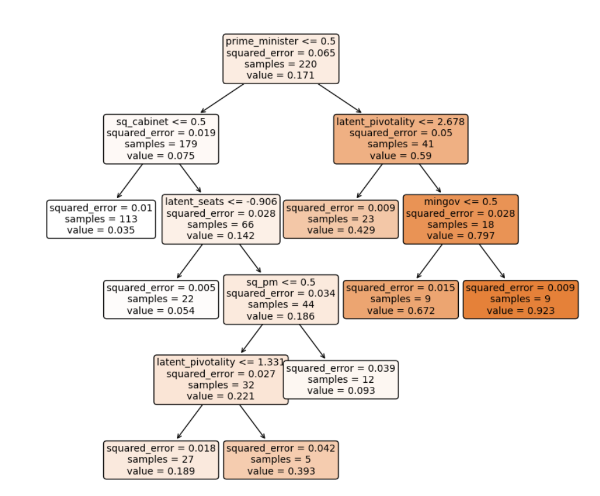 prime_minister <= 0.5
squared_error = 0.065
samples = 220
value = 0.171
sq_cabinet <= 0.5
squared_error = 0.019
samples = 179
value = 0.075
latent_pivotality <= 2.678
squared_error = 0.05
samples = 41
value = 0.59
squared_error = 0.01
samples = 113
value = 0.035
latent_seats <= -0.906
squared_error = 0.028
samples = 66
value = 0.142
squared_error = 0.009
samples = 23
value = 0.429
mingov <= 0.5
squared_error = 0.028
samples = 18
value = 0.797
squared_error = 0.005
samples = 22
value = 0.054
sq_pm <= 0.5
squared_error = 0.034
samples = 44
value = 0.186
squared_error = 0.015
samples = 9
value = 0.672
squared_error = 0.009
samples = 9
value = 0.923
latent_pivotality <= 1.331
squared_error = 0.027
samples = 32
value = 0.221
squared_error = 0.039
samples = 12
value = 0.093
squared_error = 0.018
samples = 27
value = 0.189
squared_error = 0.042
samples = 5
value = 0.393